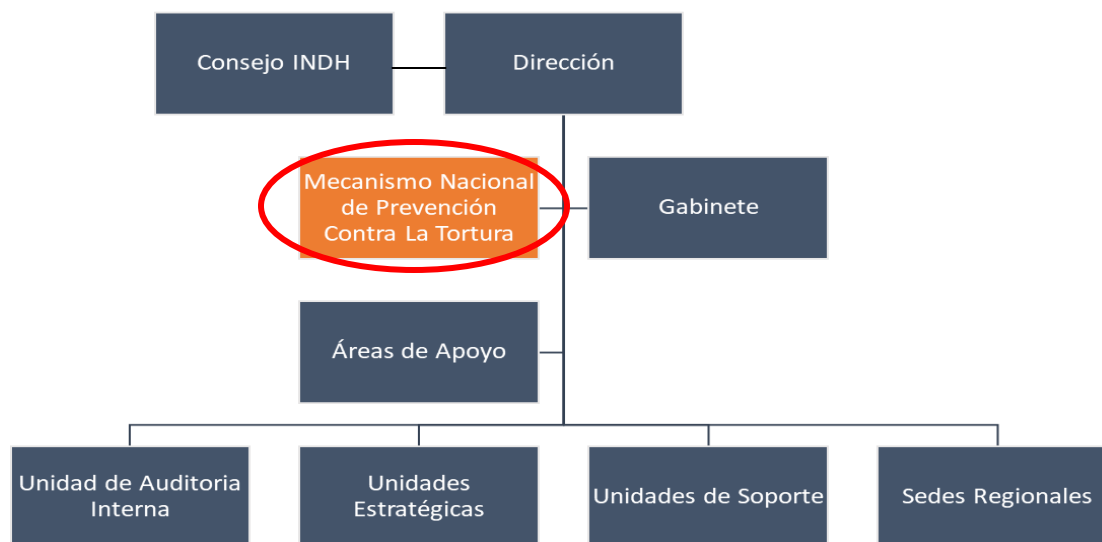 Consejo INDH
Dirección
Mecanismo Nacional
de Prevención
Contra La Tortura
Gabinete
Áreas de Apoyo
Unidad de Auditoria
Interna
Unidades
Estratégicas
Unidades de Soporte
Sedes Regionales